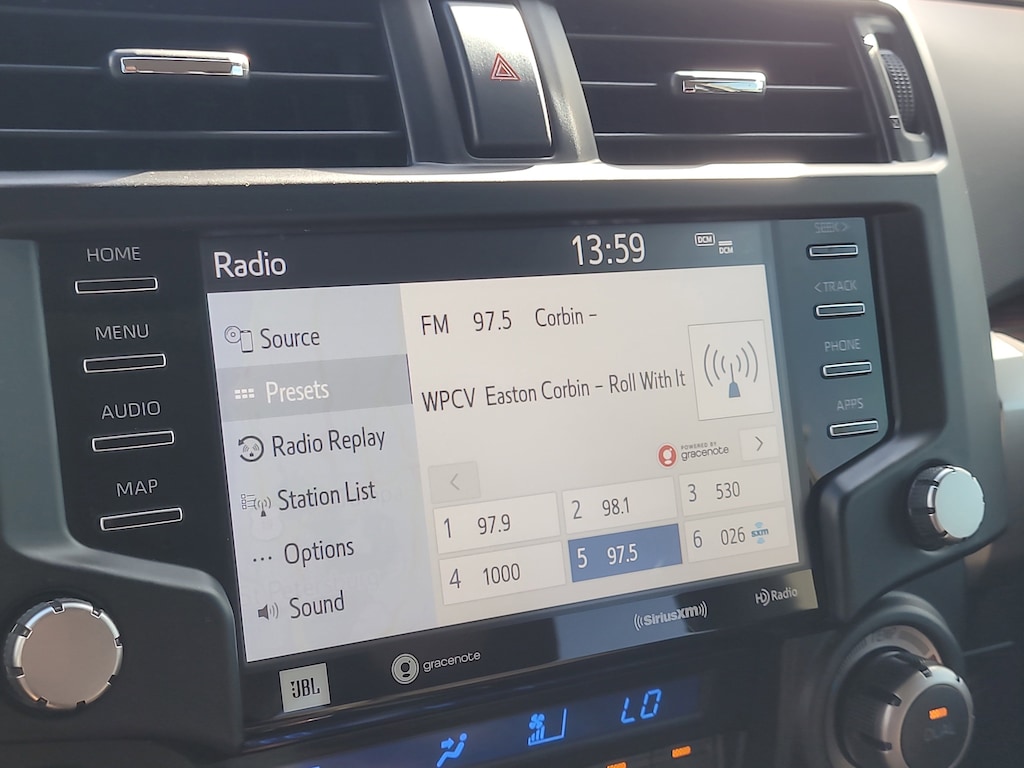 HOME
MENU
AUDIO
MAP
Radio
13:59
DCM
DCM
Source
Presets
Radio Replay
Station List
Options
Sound
FM 97.5 Corbin –
WPCV Easton Corbin – Roll With It
POWERED BY
gracenote
1 97.9
2 98.1
3 530
4 1000
5 97.5
6 026 sxm
SEEK>
<TRACK
PHONE
APPS
JBL
gracenote
((SiriusXM))
HD Radio
LO
DUAL